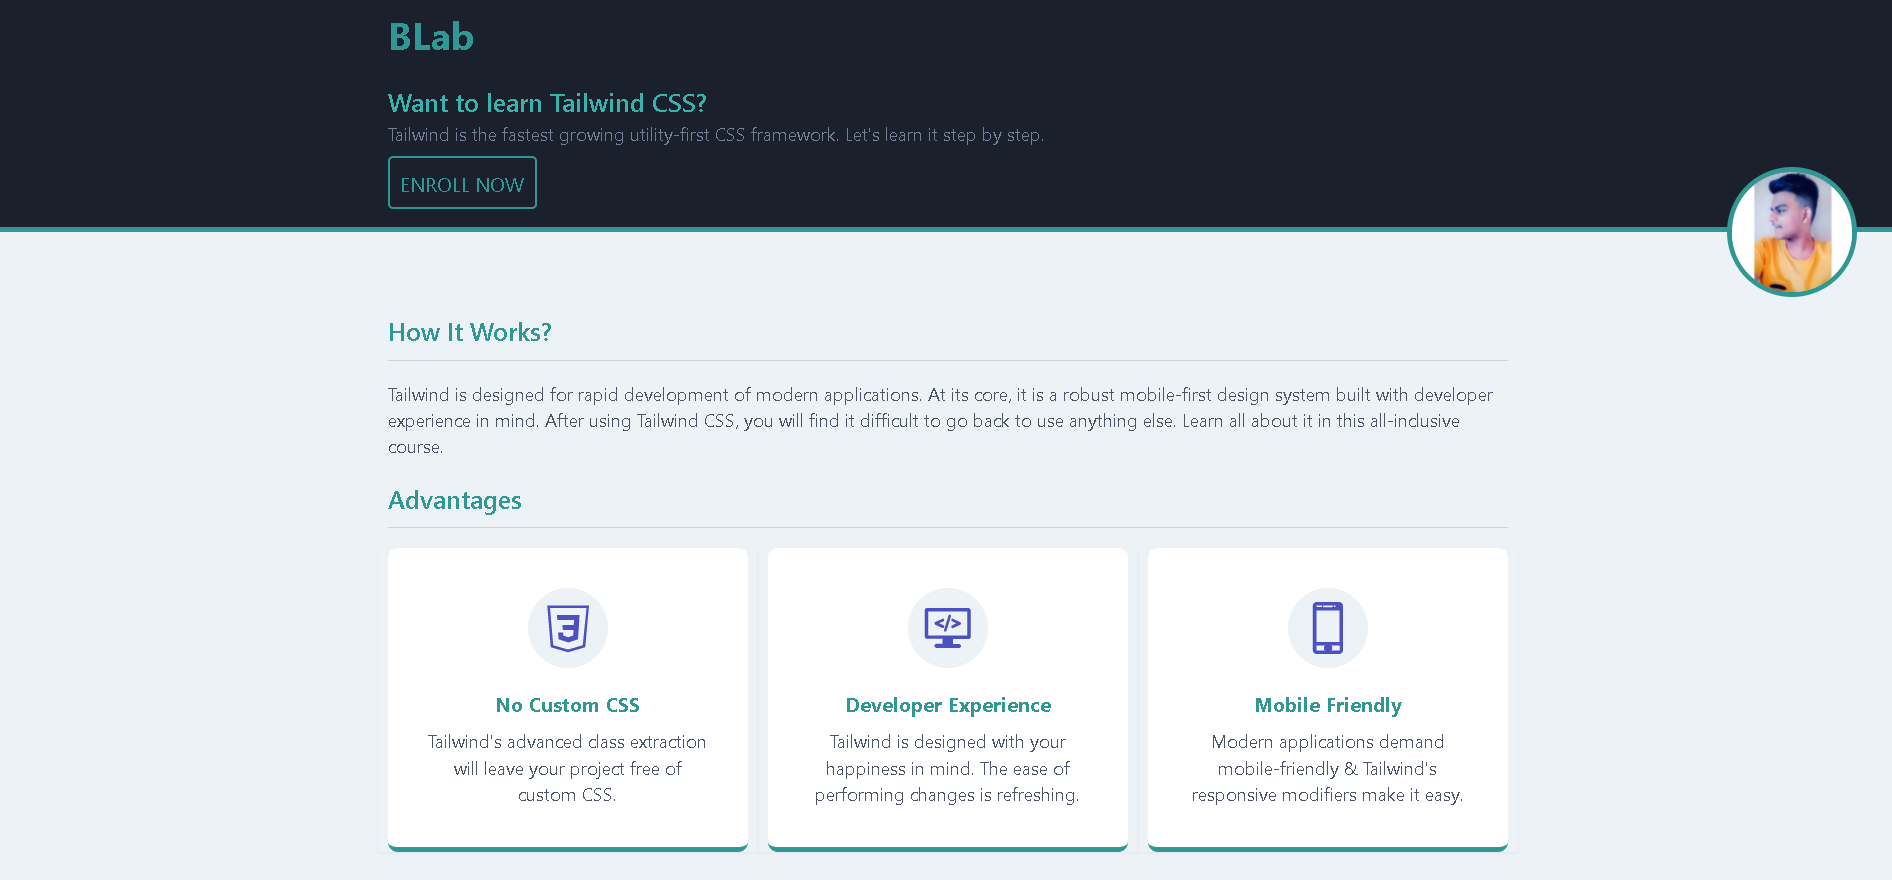 BLab
Want to learn Tailwind CSS?
Tailwind is the fastest growing utility-first CSS framework. Let's learn it step by step.
ENROLL NOW
How It Works?
Tailwind is designed for rapid development of modern applications. At its core, it is a robust mobile-first design system built with developer
experience in mind. After using Tailwind CSS, you will find it difficult to go back to use anything else. Learn all about it in this all-inclusive
course.
Advantages
3
No Custom CSS
Tailwind's advanced class extraction
will leave your project free of
custom CSS.
</>
Developer Experience
Tailwind is designed with your
happiness in mind. The ease of
performing changes is refreshing.
Mobile Friendly
Modern applications demand
mobile-friendly & Tailwind's
responsive modifiers make it easy.